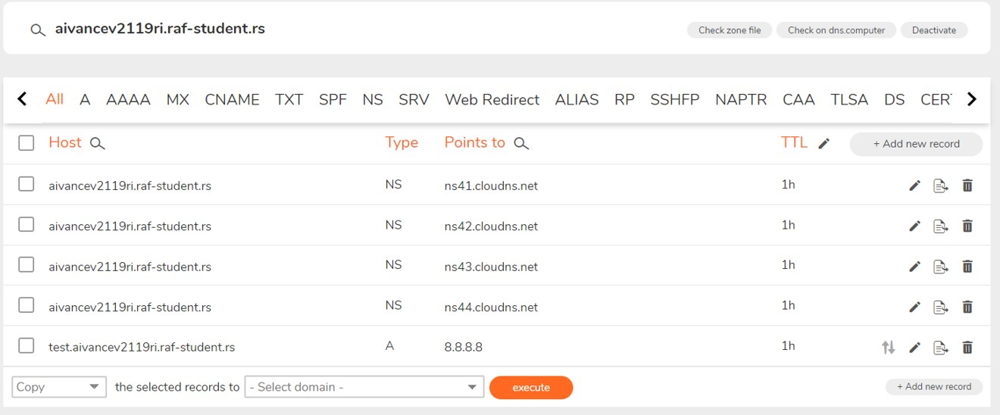 aivancev2119ri.raf-student.rs Check zone file Check on dns.computer Deactivate
All A AAAA MX CNAME TXT SPF NS SRV Web Redirect ALIAS RP SSHFP NAPTR CAA TLSA DS CERT
Host Type Points to TTL + Add new record
aivancev2119ri.raf-student.rs NS ns41.cloudns.net 1h
aivancev2119ri.raf-student.rs NS ns42.cloudns.net 1h
aivancev2119ri.raf-student.rs NS ns43.cloudns.net 1h
aivancev2119ri.raf-student.rs NS ns44.cloudns.net 1h
test.aivancev2119ri.raf-student.rs A 8.8.8.8 1h
Copy the selected records to - Select domain - execute + Add new record